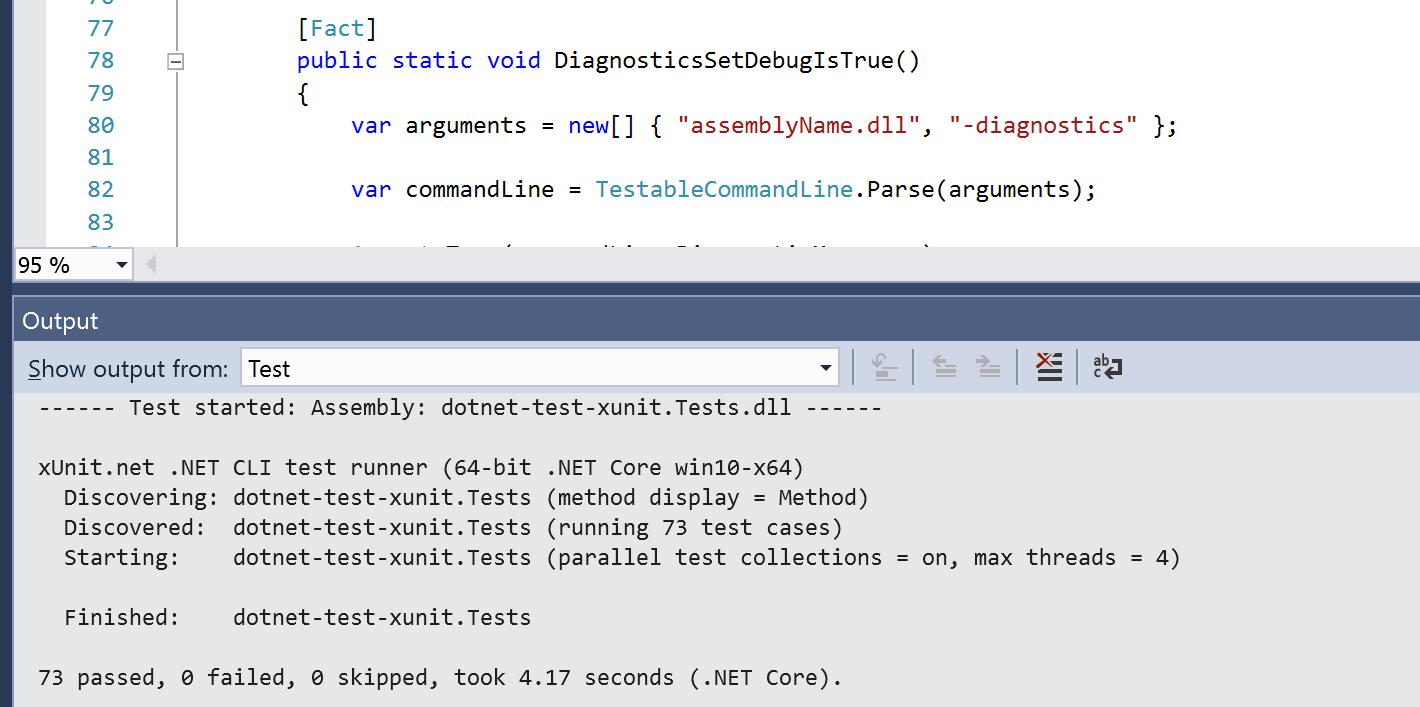 77 [Fact]
78 public static void DiagnosticsSetDebugIsTrue()
79 {
80 var arguments = new[] { "assemblyName.dll", "-diagnostics" };
81
82 var commandLine = TestableCommandLine.Parse(arguments);
83
95 %
Output
Show output from: Test
------ Test started: Assembly: dotnet-test-xunit.Tests.dll ------
xUnit.net .NET CLI test runner (64-bit .NET Core win10-x64)
Discovering: dotnet-test-xunit.Tests (method display = Method)
Discovered: dotnet-test-xunit.Tests (running 73 test cases)
Starting: dotnet-test-xunit.Tests (parallel test collections = on, max threads = 4)
Finished: dotnet-test-xunit.Tests
73 passed, 0 failed, 0 skipped, took 4.17 seconds (.NET Core).